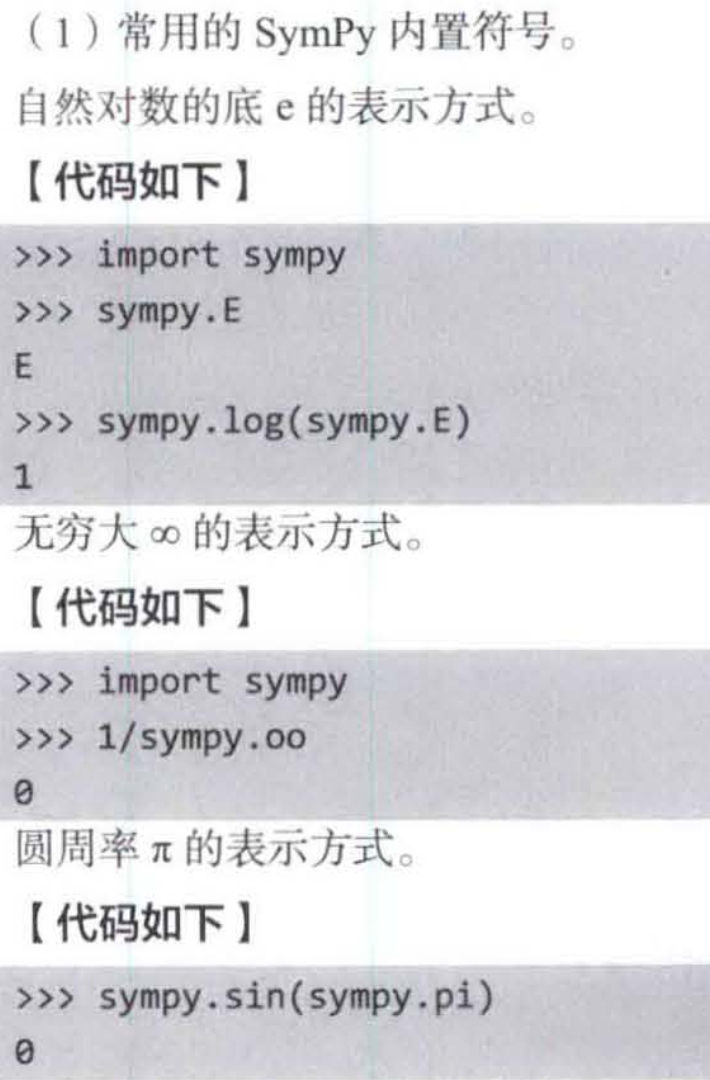 （1）常用的 SymPy 内置符号。
自然对数的底 e 的表示方式。
【代码如下】
>>> import sympy
>>> sympy.E
E
>>> sympy.log(sympy.E)
1
无穷大 ∞ 的表示方式。
【代码如下】
>>> import sympy
>>> 1/sympy.oo
0
圆周率 π 的表示方式。
【代码如下】
>>> sympy.sin(sympy.pi)
0